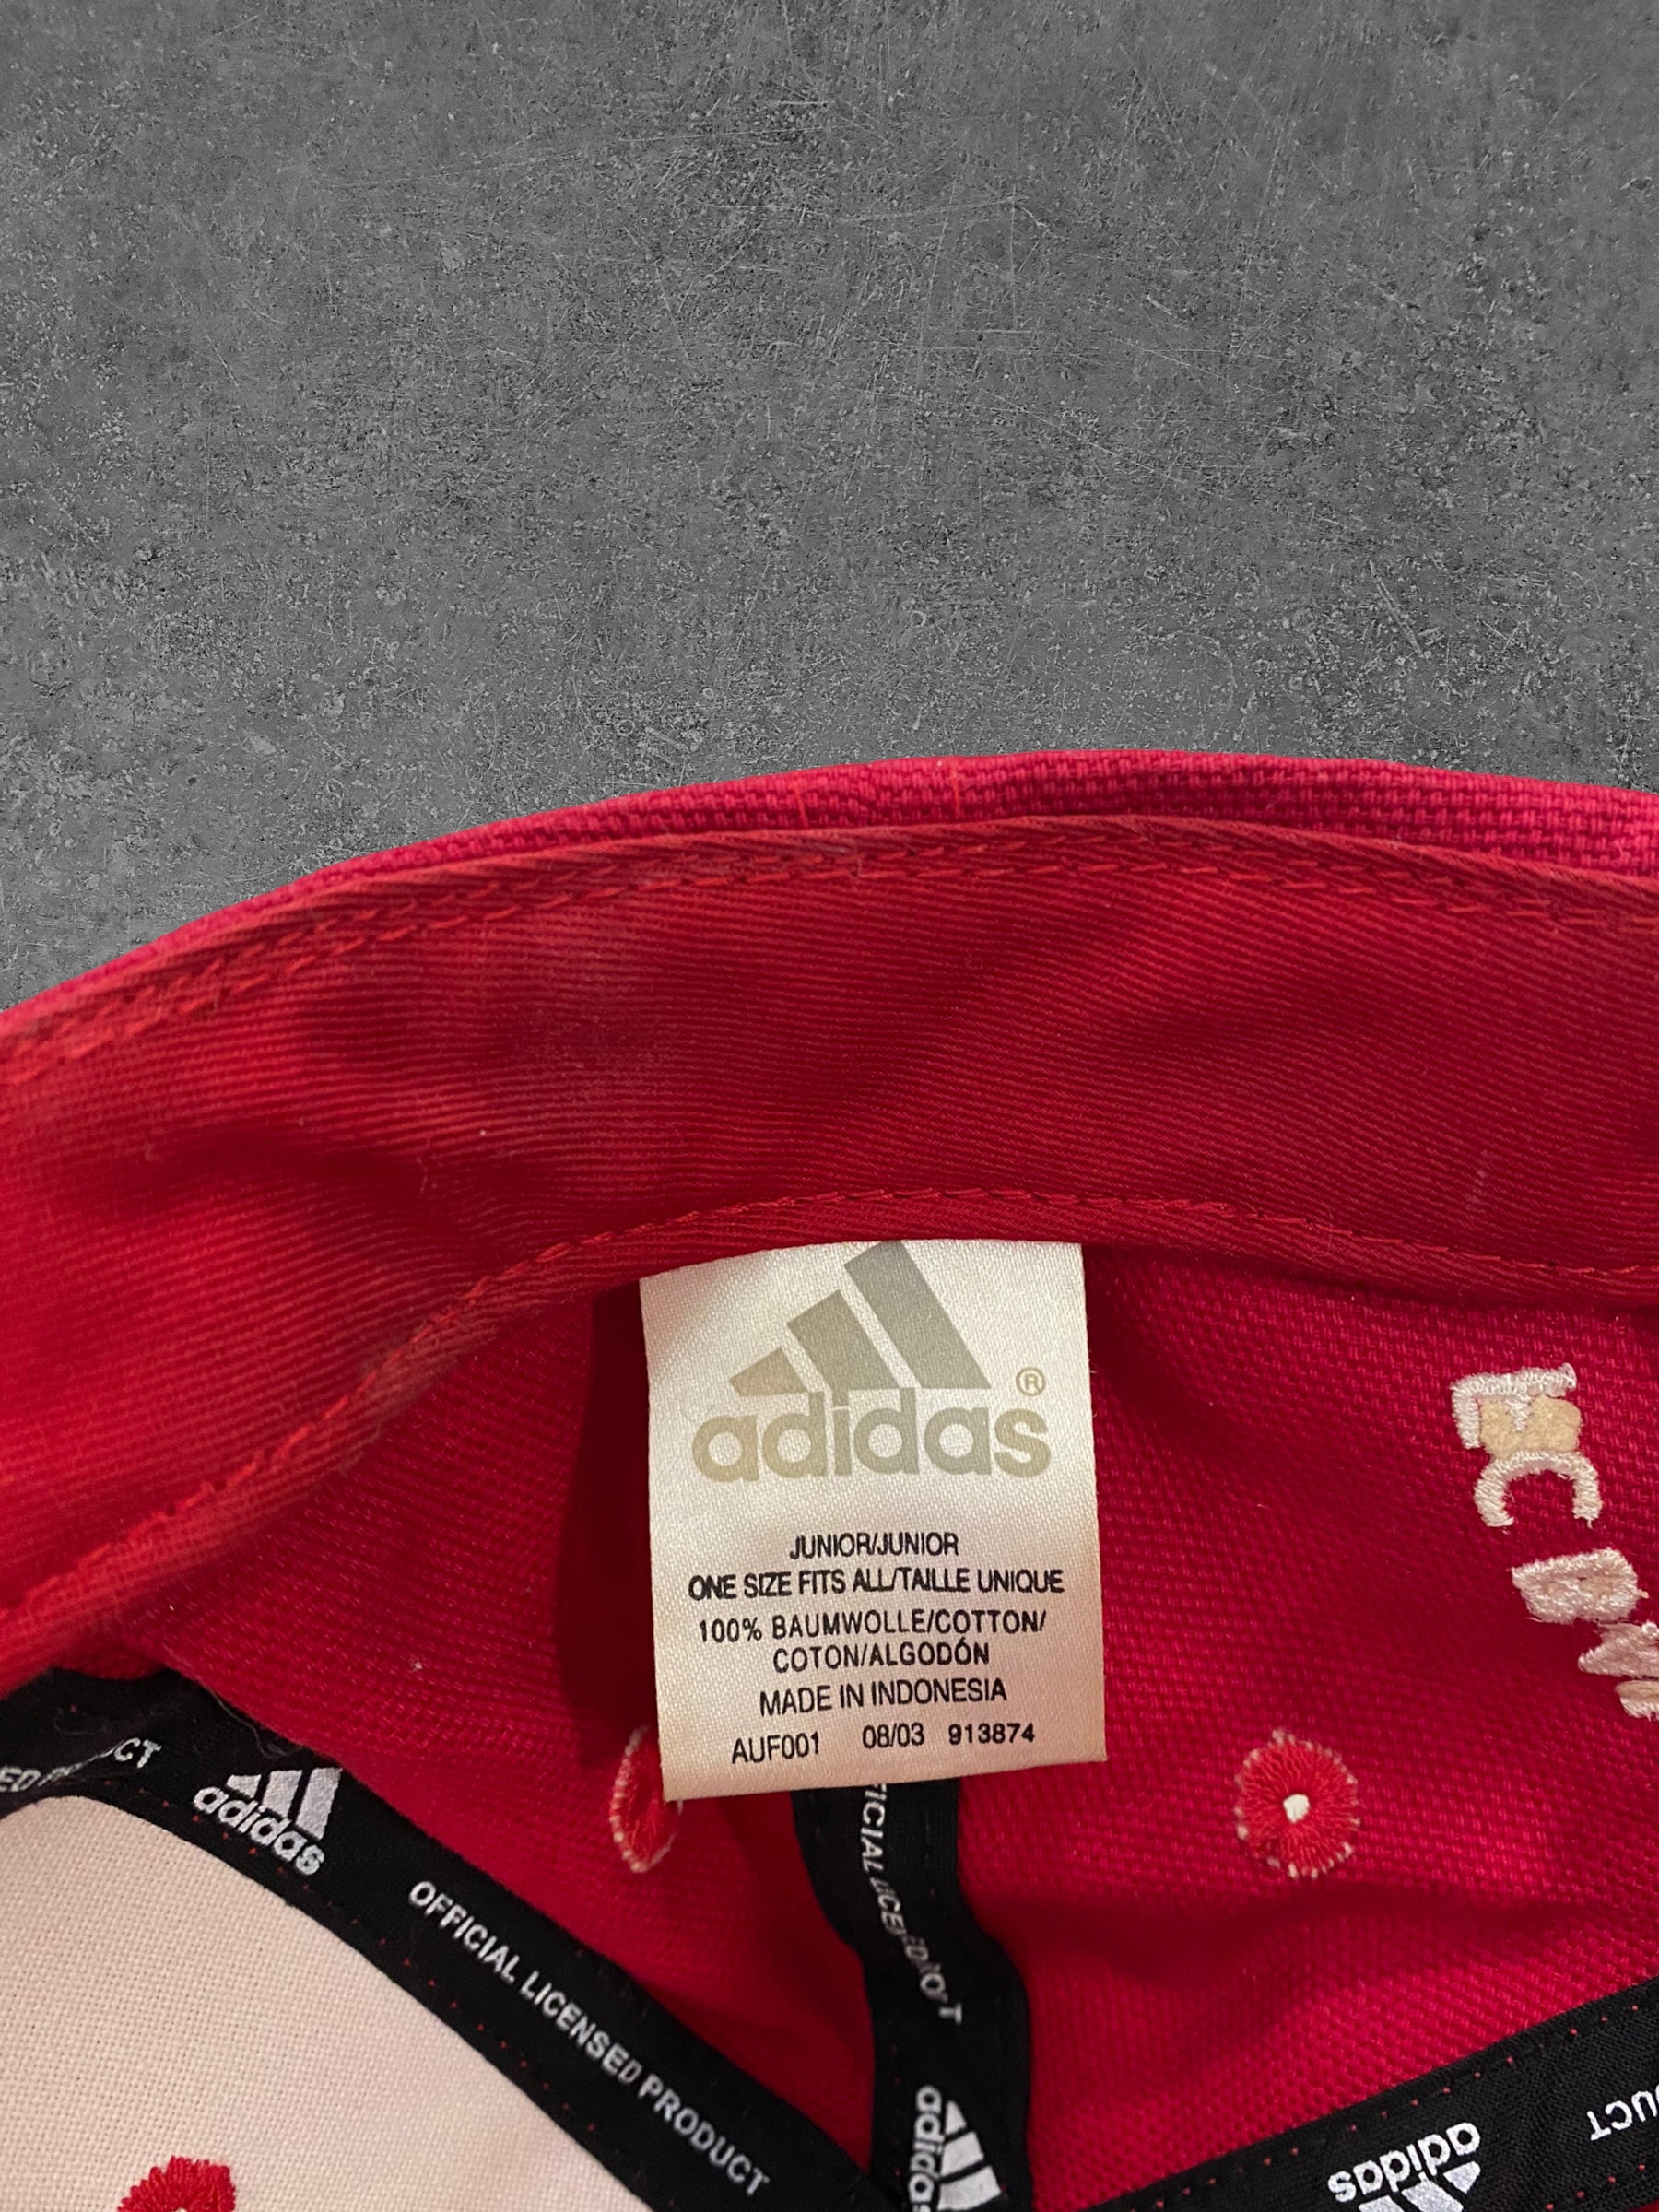 adidas®
JUNIOR/JUNIOR
ONE SIZE FITS ALL/TAILLE UNIQUE
100% BAUMWOLLE/COTTON/
COTON/ALGODÓN
MADE IN INDONESIA
AUF001 08/03 913874
adidas
OFFICIAL LICENSED PRODUCT
adidas
adidas